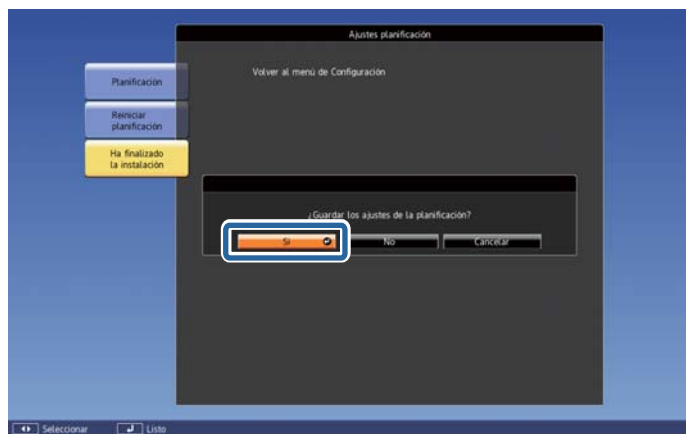 Ajustes planificación
Volver al menú de Configuración
Planificación
Reiniciar
planificación
Ha finalizado
la instalación
¿Guardar los ajustes de la planificación?
Sí No Cancelar
Seleccionar Listo